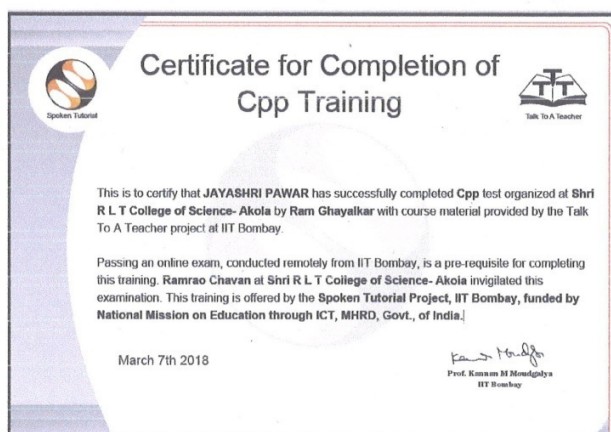 Certificate for Completion of
Cpp Training
Spoken Tutorial
TTT
Talk To A Teacher
This is to certify that JAYASHRI PAWAR has successfully completed Cpp test organized at Shri
R L T College of Science- Akola by Ram Ghayalkar with course material provided by the Talk
To A Teacher project at IIT Bombay.
Passing an online exam, conducted remotely from IIT Bombay, is a pre-requisite for completing
this training. Ramrao Chavan at Shri R L T College of Science- Akola invigilated this
examination. This training is offered by the Spoken Tutorial Project, IIT Bombay, funded by
National Mission on Education through ICT, MHRD, Govt., of India.
March 7th 2018
Prof. Kannan M Moudgalya
IIT Bombay